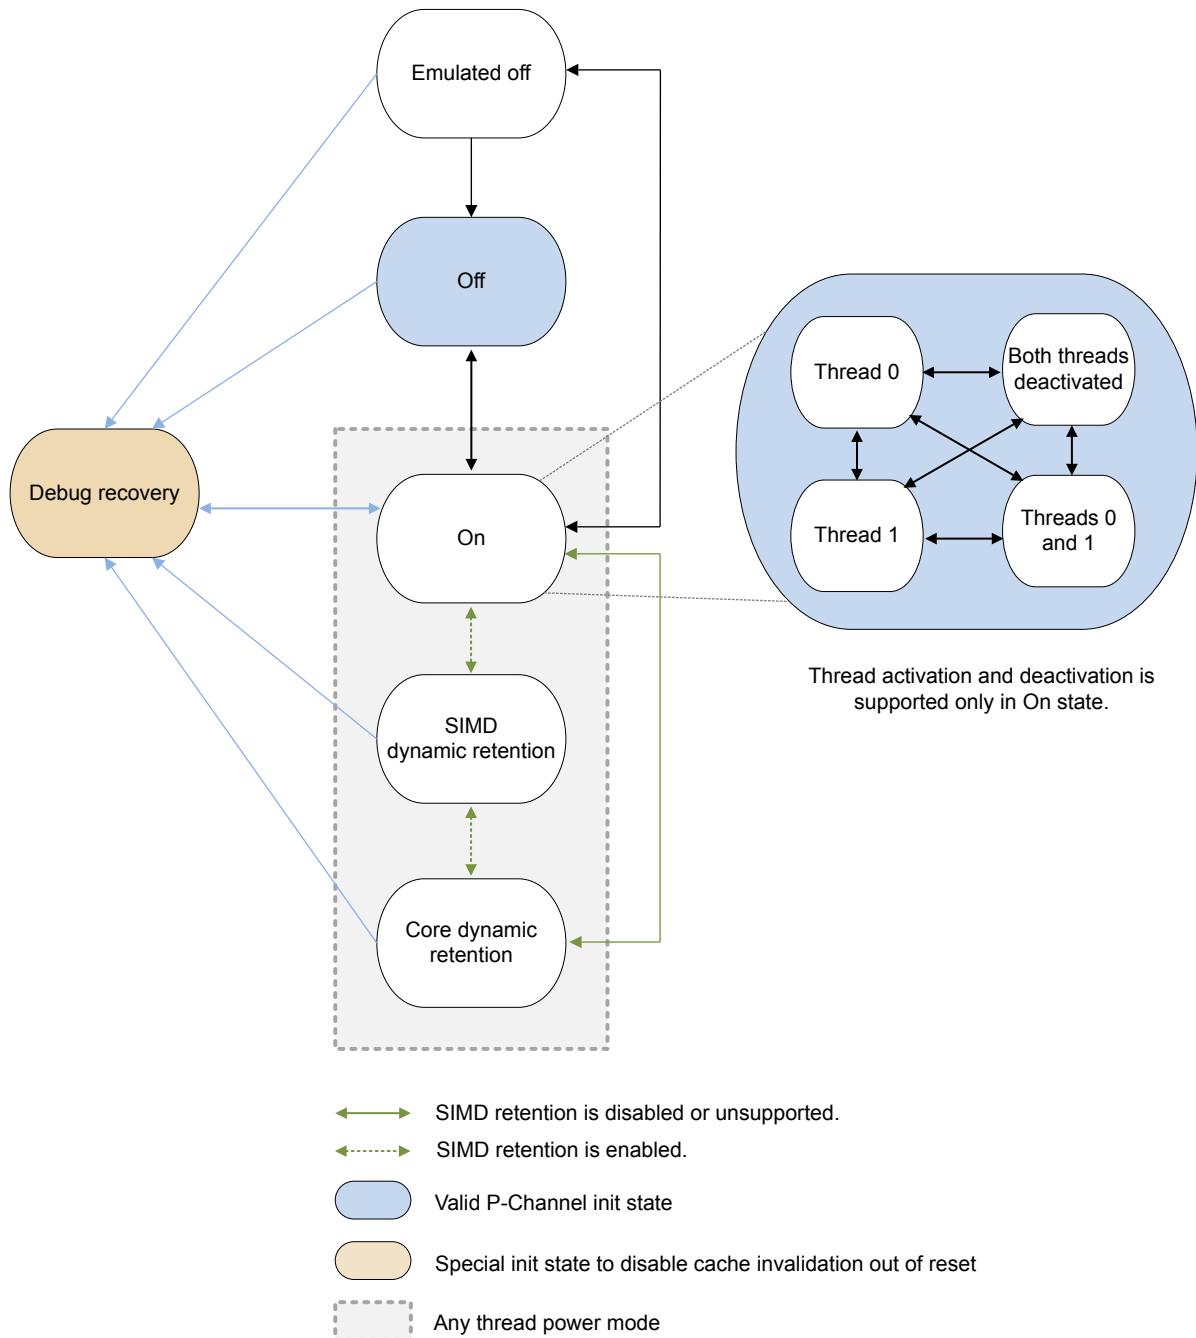 Emulated off
Off
Debug recovery
On
SIMD
dynamic retention
Core dynamic
retention
Thread 0
Both threads
deactivated
Thread 1
Threads 0
and 1
Thread activation and deactivation is
supported only in On state.
SIMD retention is disabled or unsupported.
SIMD retention is enabled.
Valid P-Channel init state
Special init state to disable cache invalidation out of reset
Any thread power mode